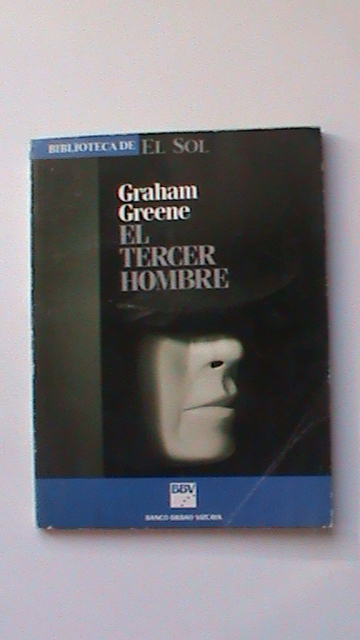 BIBLIOTECA DE EL SOL
Graham
Greene
EL
TERCER
HOMBRE
BBV
BANCO BILBAO VIZCAYA